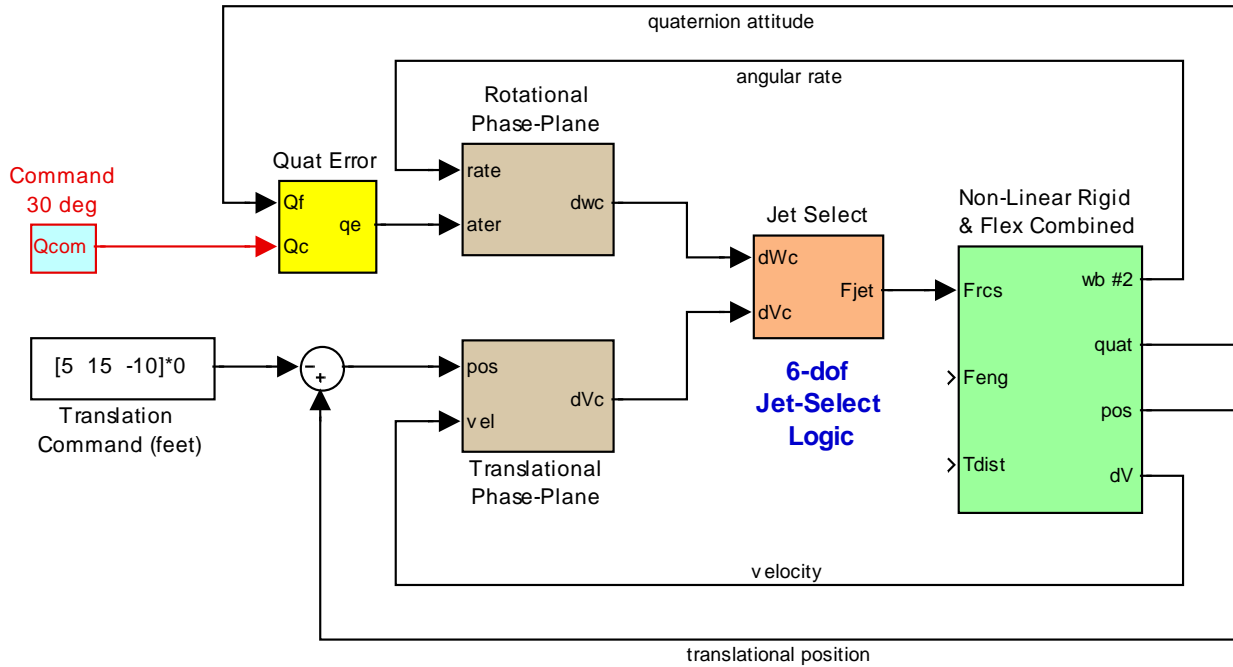 quaternion attitude
angular rate
Rotational
Phase-Plane
rate
ater
dwc
Quat Error
Qf
Qc
qe
Command
30 deg
Qcom
Jet Select
dWc
dVc
Fjet
6-dof
Jet-Select
Logic
Non-Linear Rigid
& Flex Combined
Frcs
Feng
Tdist
wb #2
quat
pos
dV
[5 15 -10]*0
Translation
Command (feet)
-
+
pos
vel
dVc
Translational
Phase-Plane
velocity
translational position